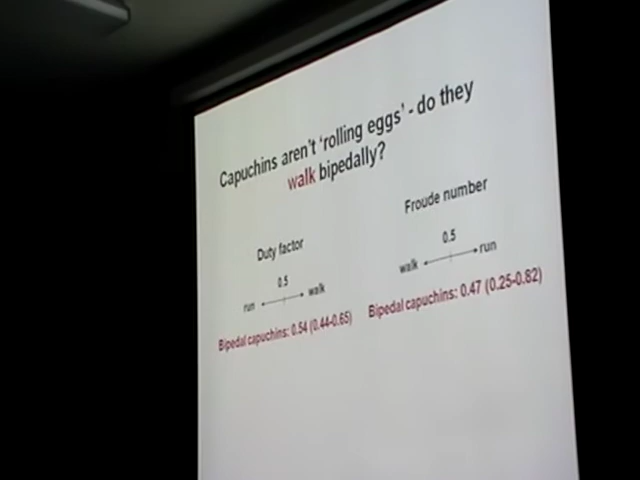 Capuchins aren't 'rolling eggs' - do they
walk bipedally?
Duty factor
0.5
run walk
Bipedal capuchins: 0.54 (0.44-0.65)
Froude number
0.5
walk run
Bipedal capuchins: 0.47 (0.25-0.82)